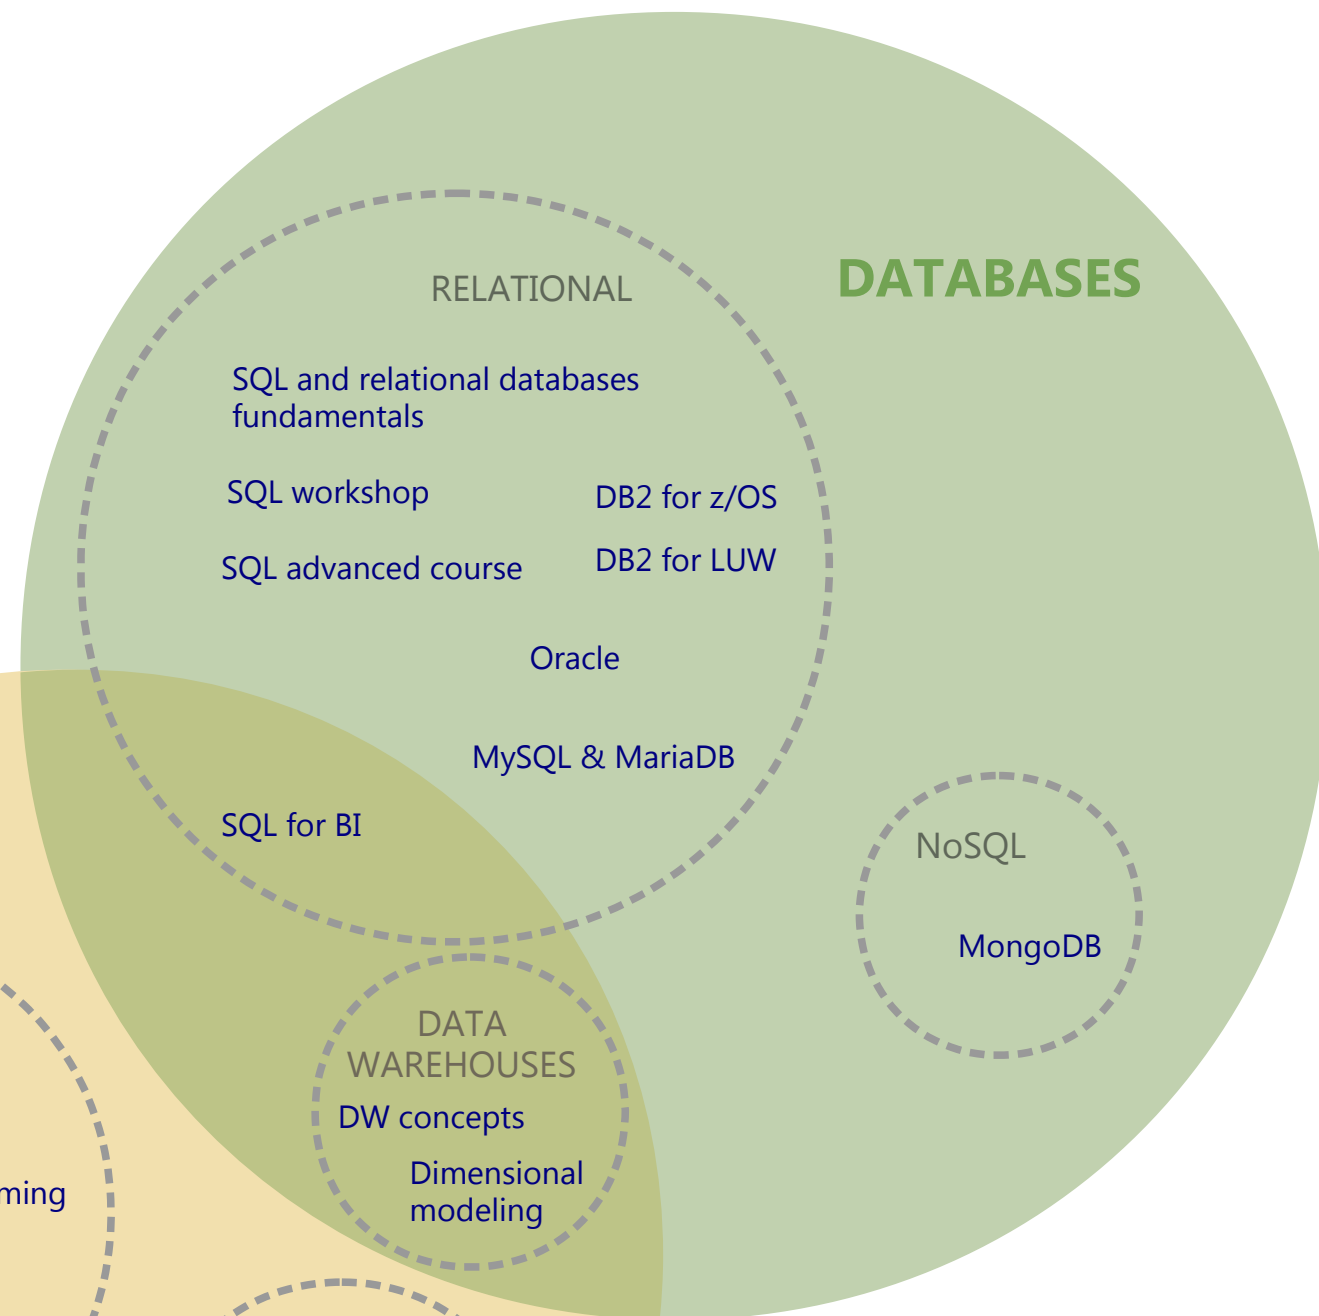 DATABASES
RELATIONAL
SQL and relational databases
fundamentals
SQL workshop
DB2 for z/OS
SQL advanced course
DB2 for LUW
Oracle
MySQL & MariaDB
SQL for BI
NoSQL
MongoDB
DATA
WAREHOUSES
DW concepts
Dimensional
modeling